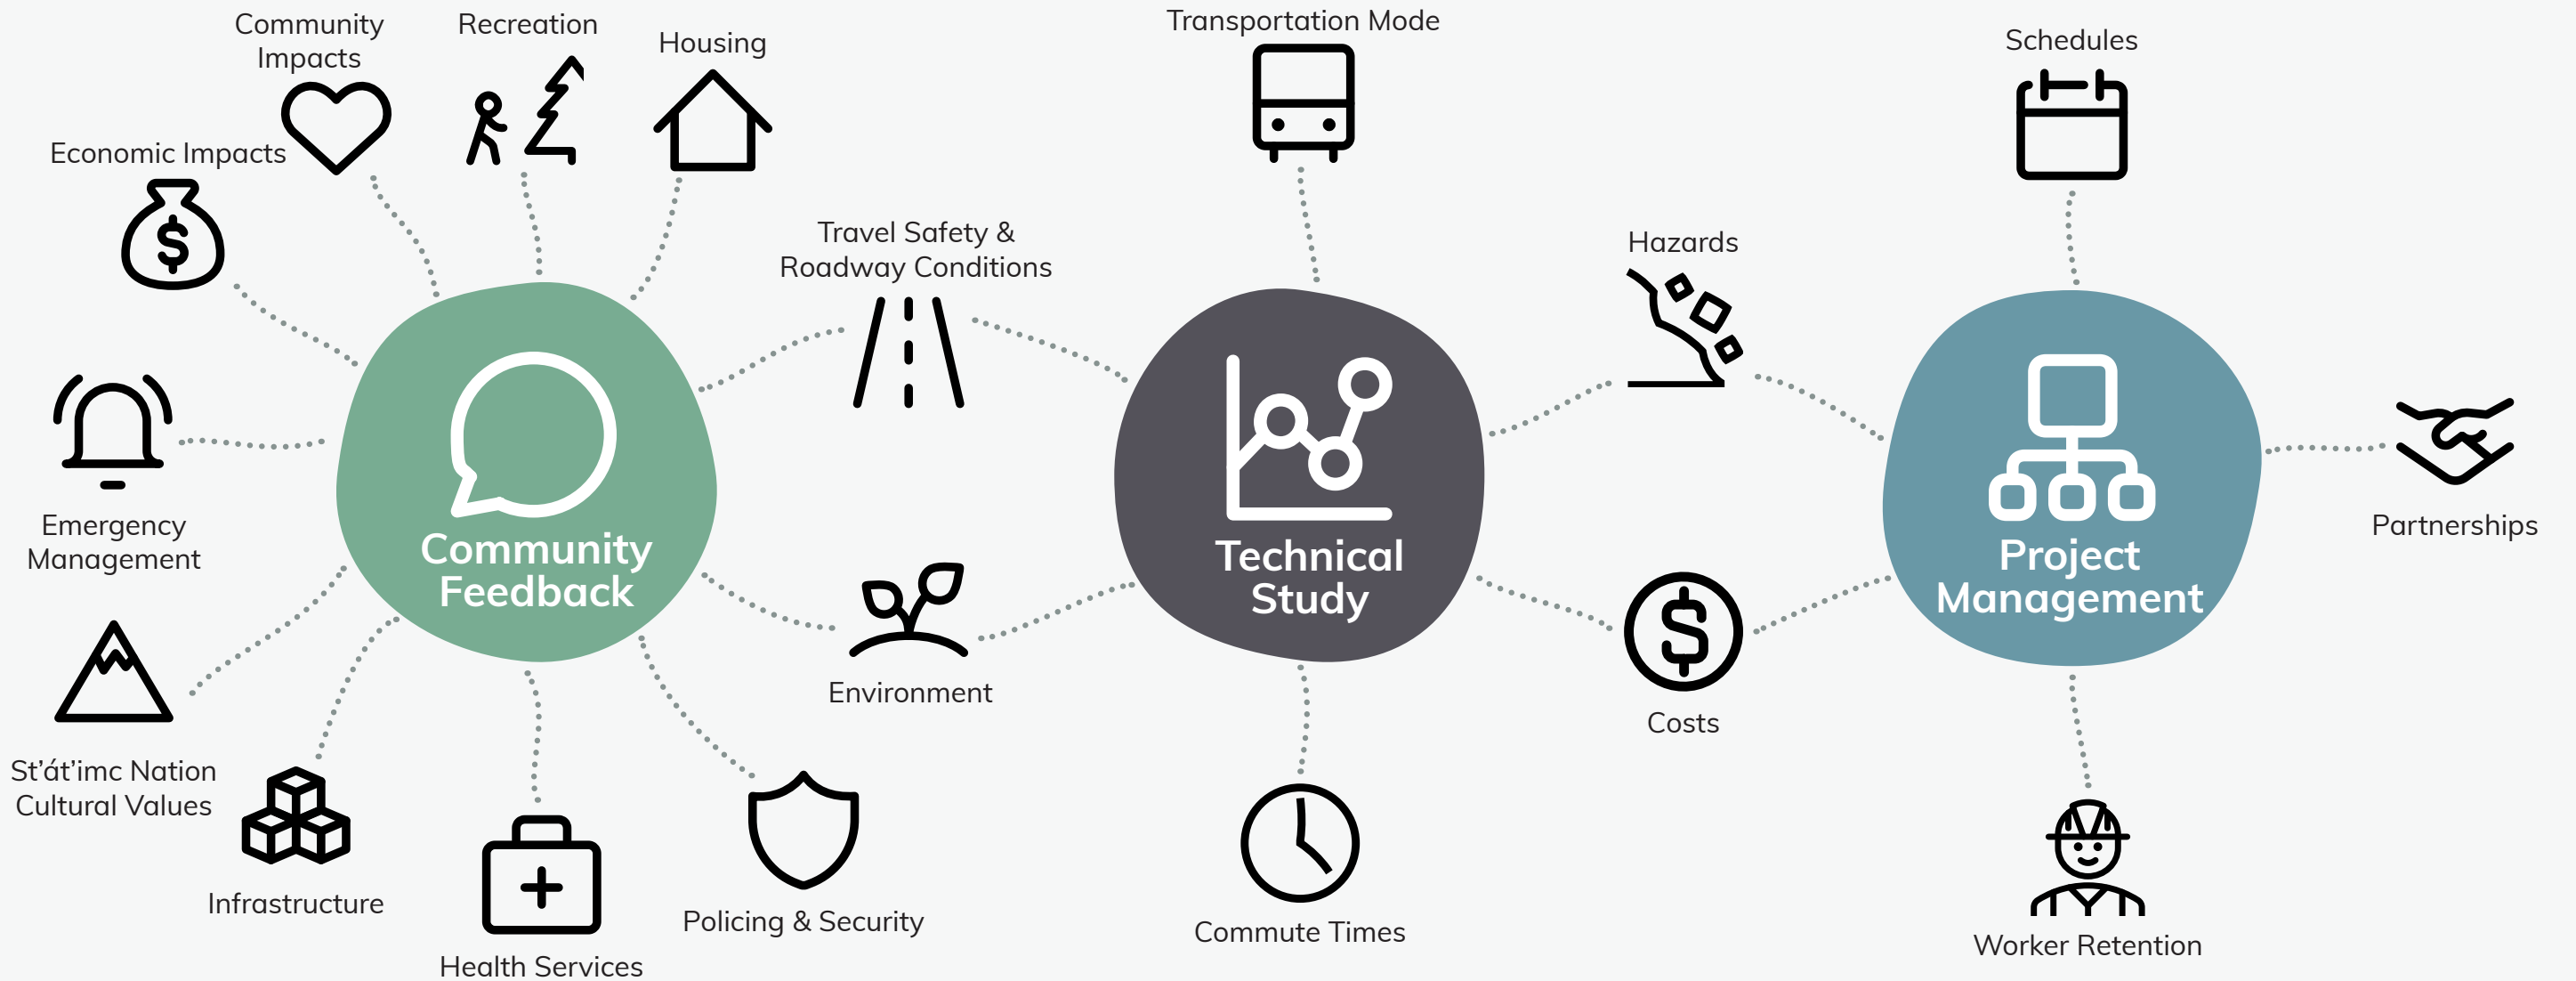 Community
Impacts
Recreation
Housing
Economic Impacts
Emergency
Management
St’át’imc Nation
Cultural Values
Infrastructure
Health Services
Policing & Security
Community
Feedback
Travel Safety &
Roadway Conditions
Environment
Transportation Mode
Technical
Study
Commute Times
Hazards
Costs
Schedules
Project
Management
Partnerships
Worker Retention